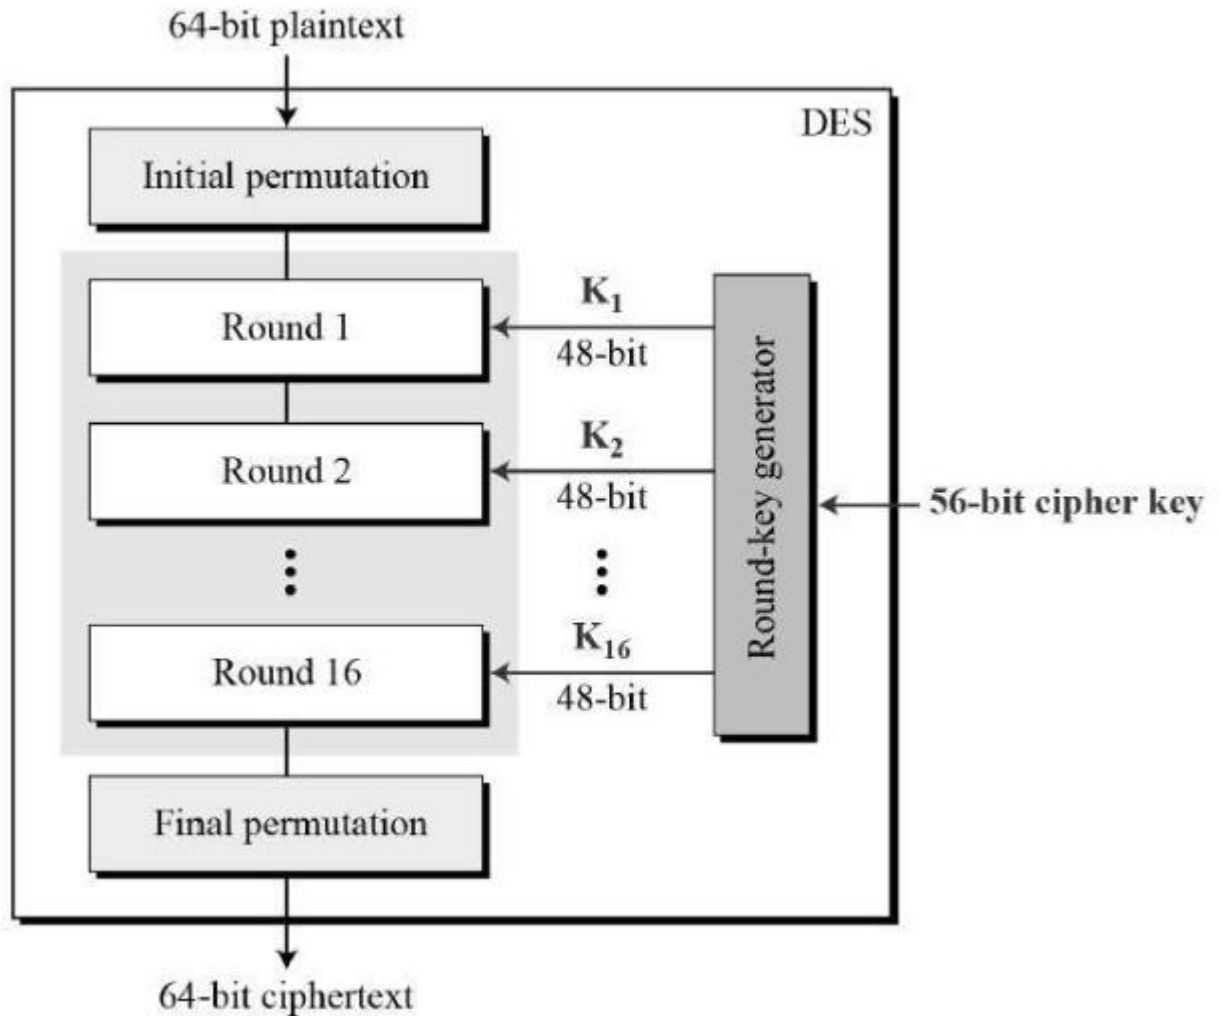 64-bit plaintext
DES
Initial permutation
Round 1
K₁
48-bit
Round 2
K₂
48-bit
Round-key generator
56-bit cipher key
Round 16
K₁₆
48-bit
Final permutation
64-bit ciphertext